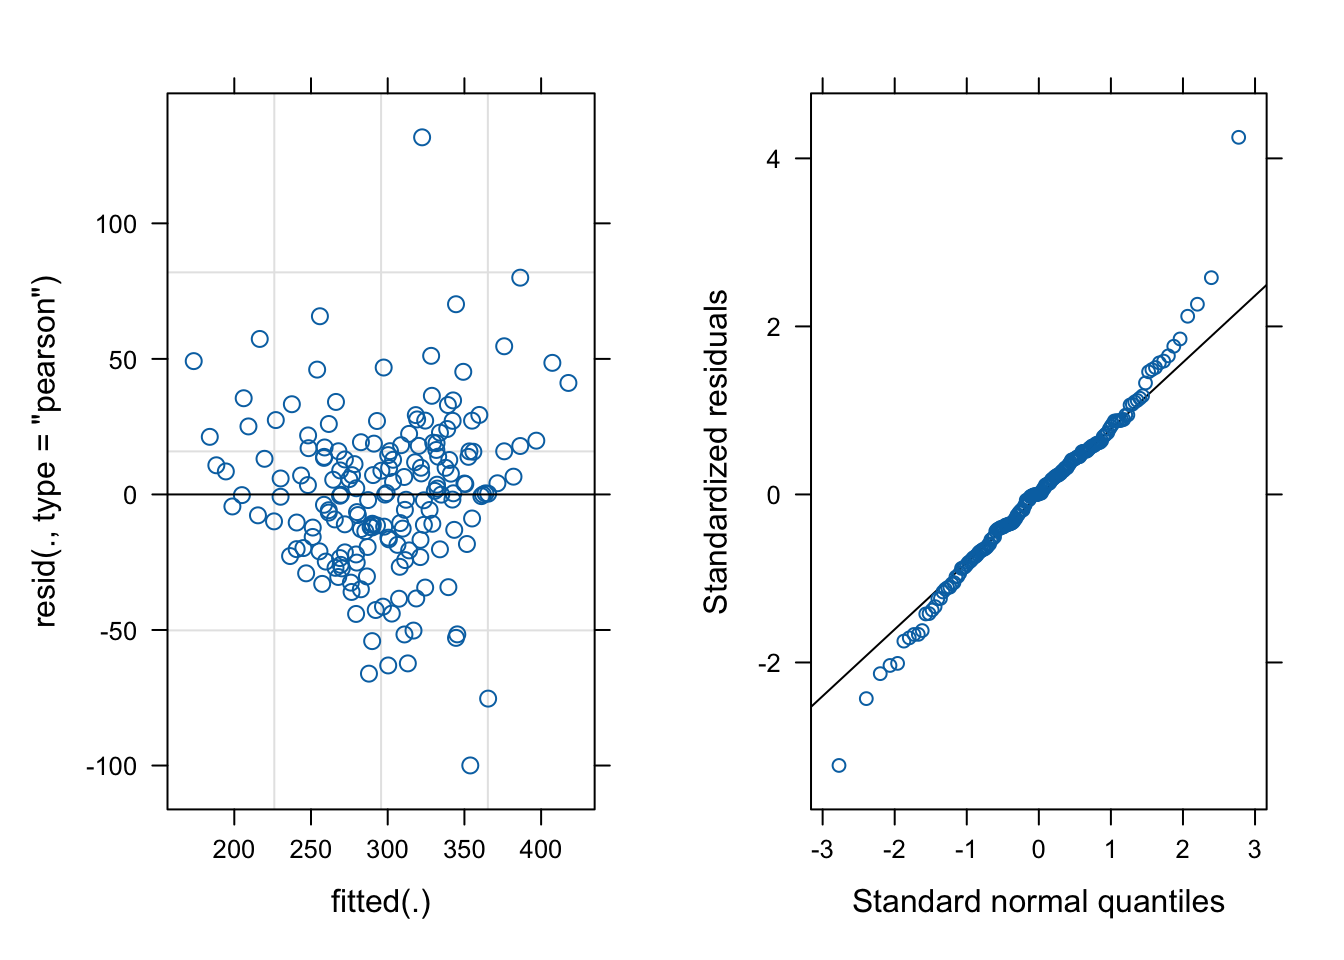 resid(., type = "pearson")
100
50
0
-50
-100
200 250 300 350 400
fitted(.)
Standardized residuals
4
2
0
-2
-3 -2 -1 0 1 2 3
Standard normal quantiles